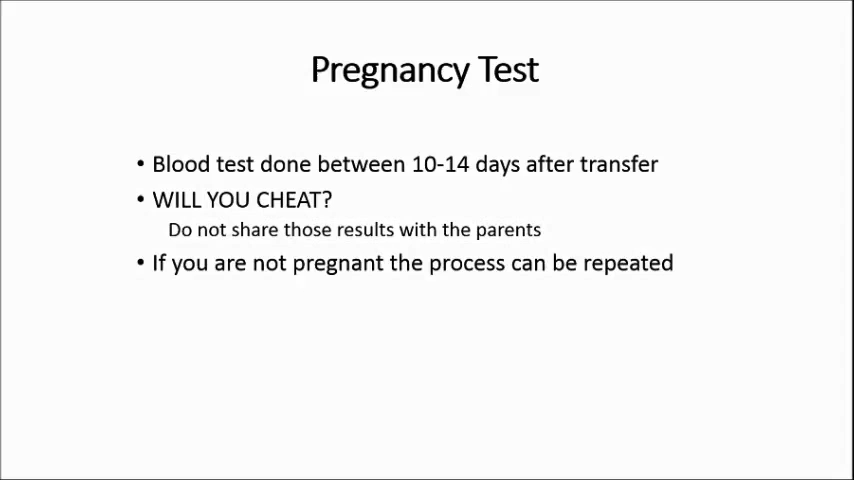 Pregnancy Test
• Blood test done between 10-14 days after transfer
• WILL YOU CHEAT?
Do not share those results with the parents
• If you are not pregnant the process can be repeated